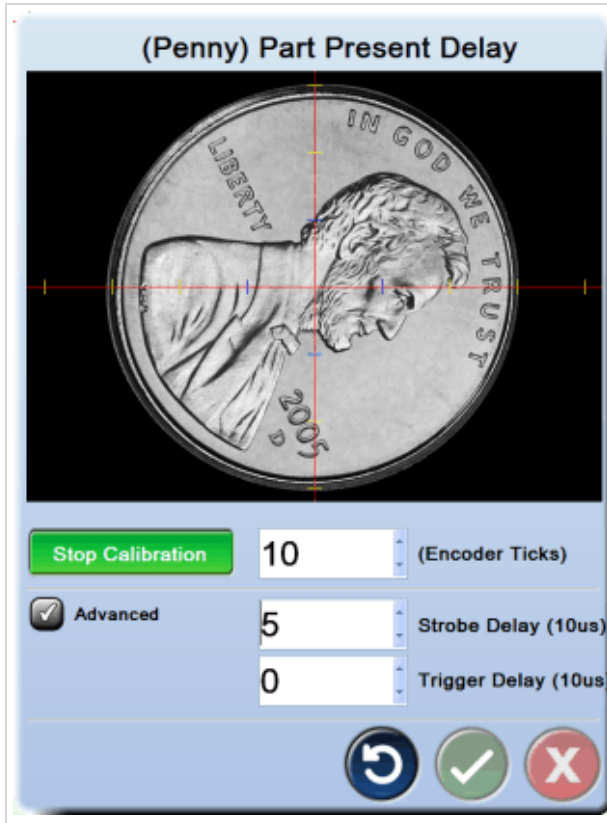 (Penny) Part Present Delay
LIBERTY
IN GOD WE TRUST
2005
D
Stop Calibration
10
(Encoder Ticks)
Advanced
5
Strobe Delay (10us)
0
Trigger Delay (10us